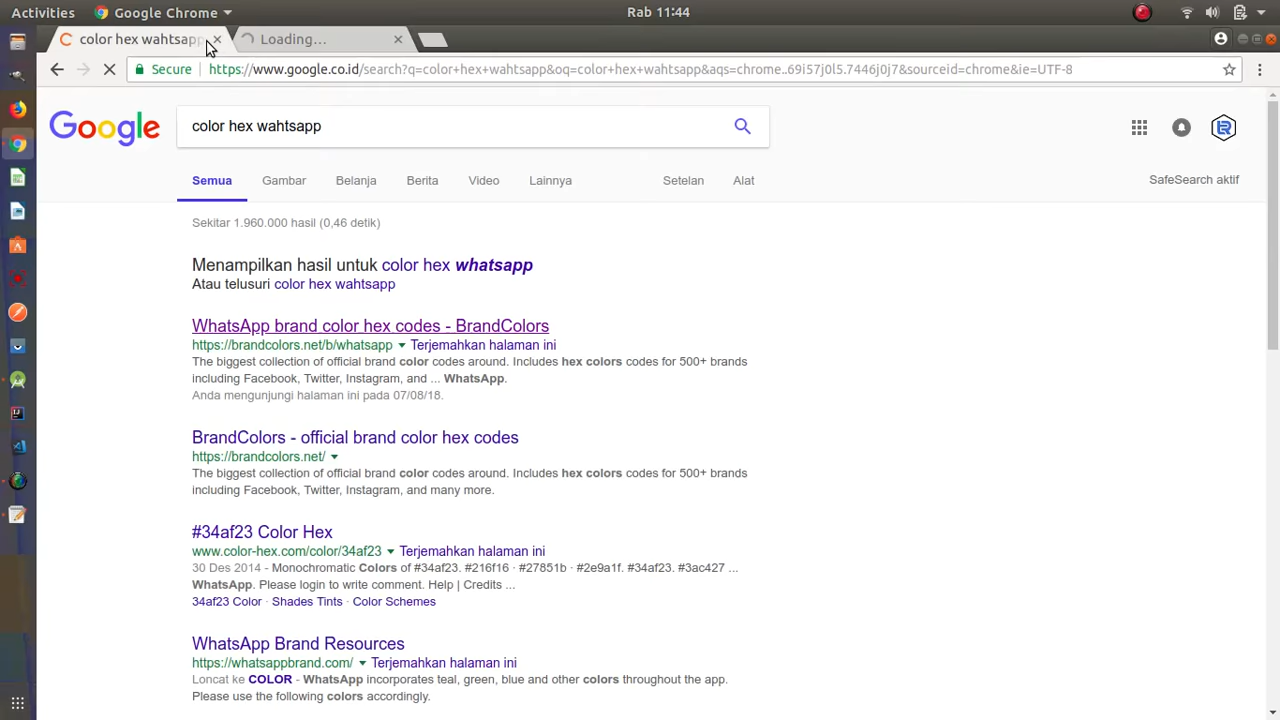 Activities
Google Chrome
Rab 11:44
color hex wahtsapp
Loading...
Secure
https://www.google.co.id/search?q=color+hex+wahtsapp&oq=color+hex+wahtsapp&aqs=chrome..69i57j0l5.7446j0j7&sourceid=chrome&ie=UTF-8
Google
color hex wahtsapp
Semua
Gambar
Belanja
Berita
Video
Lainnya
Setelan
Alat
SafeSearch aktif
Sekitar 1.960.000 hasil (0,46 detik)
Menampilkan hasil untuk color hex whatsapp
Atau telusuri color hex wahtsapp
WhatsApp brand color hex codes - BrandColors
https://brandcolors.net/b/whatsapp Terjemahkan halaman ini
The biggest collection of official brand color codes around. Includes hex colors codes for 500+ brands
including Facebook, Twitter, Instagram, and ... WhatsApp.
Anda mengunjungi halaman ini pada 07/08/18.
BrandColors - official brand color hex codes
https://brandcolors.net/
The biggest collection of official brand color codes around. Includes hex colors codes for 500+ brands
including Facebook, Twitter, Instagram, and many more.
#34af23 Color Hex
www.color-hex.com/color/34af23 Terjemahkan halaman ini
30 Des 2014 - Monochromatic Colors of #34af23. #216f16 · #27851b · #2e9a1f. #34af23. #3ac427 ...
WhatsApp. Please login to write comment. Help | Credits ...
34af23 Color · Shades Tints · Color Schemes
WhatsApp Brand Resources
https://whatsappbrand.com/ Terjemahkan halaman ini
Loncat ke COLOR - WhatsApp incorporates teal, green, blue and other colors throughout the app.
Please use the following colors accordingly.